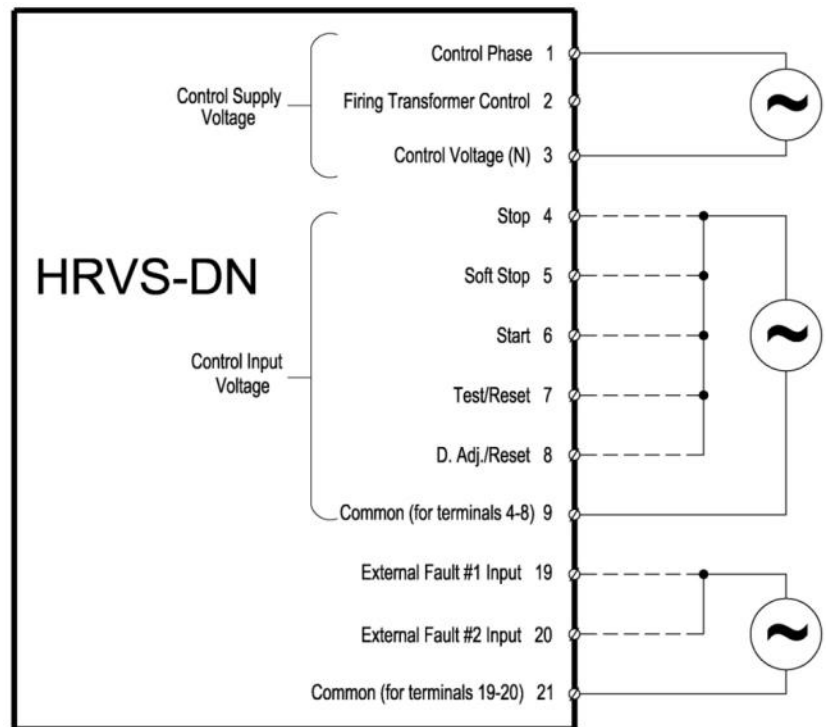 Control Phase 1
Control Supply
Voltage
Firing Transformer Control 2
Control Voltage (N) 3
Stop 4
HRVS-DN
Soft Stop 5
Start 6
Control Input
Voltage
Test/Reset 7
D. Adj./Reset 8
Common (for terminals 4-8) 9
External Fault #1 Input 19
External Fault #2 Input 20
Common (for terminals 19-20) 21